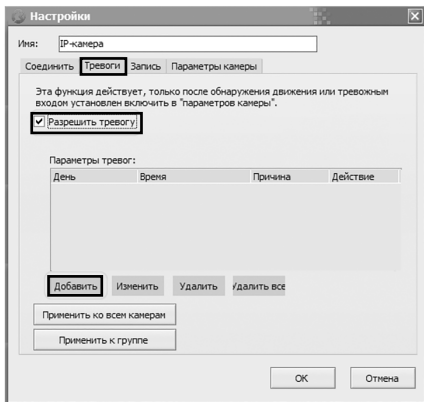 Настройки
Имя: IP-камера
Соединить Тревоги Запись Параметры камеры
Эта функция действует, только после обнаружения движения или тревожным
входом установлен включить в "параметров камеры".
Разрешить тревогу
Параметры тревог:
День Время Причина Действие
Добавить Изменить Удалить Удалить все
Применить ко всем камерам
Применить к группе
OK Отмена